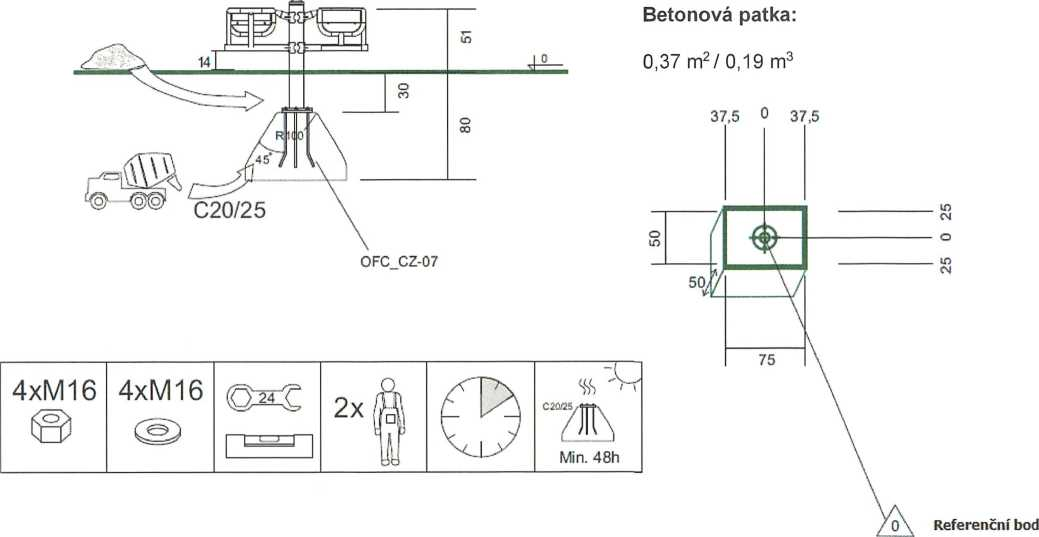 51
14
0
30
80
R100
45°
C20/25
OFC_CZ-07
Betonová patka:
0,37 m² / 0,19 m³
37,5 0 37,5
25
0
25
50
50
75
0 Referenční bod
4xM16
4xM16
24
2x
C20/25
Min. 48h